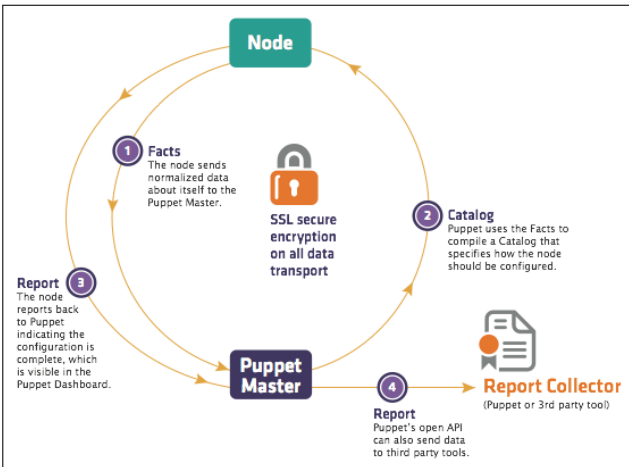 Node
1
Facts
The node sends
normalized data
about itself to the
Puppet Master.
SSL secure
encryption
on all data
transport
2
Catalog
Puppet uses the Facts to
compile a Catalog that
specifies how the node
should be configured.
Report
3
The node
reports back
to Puppet
indicating the
configuration is
complete, which
is visible in the
Puppet Dashboard.
Puppet
Master
4
Report
Puppet's open API
can also send data
to third party tools.
Report Collector
(Puppet or 3rd party tool)